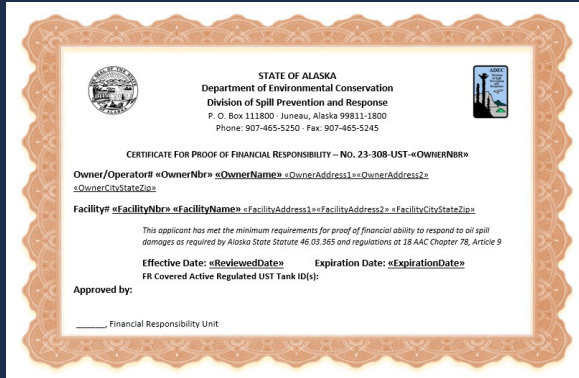 STATE OF ALASKA
Department of Environmental Conservation
Division of Spill Prevention and Response
P. O. Box 111800 · Juneau, Alaska 99811-1800
Phone: 907-465-5250 · Fax: 907-465-5245
CERTIFICATE FOR PROOF OF FINANCIAL RESPONSIBILITY – NO. 23-308-UST-«OWNERNBR»
Owner/Operator# «OwnerNbr» «OwnerName» «OwnerAddress1»«OwnerAddress2»
«OwnerCityStateZip»
Facility# «FacilityNbr» «FacilityName» «FacilityAddress1»«FacilityAddress2» «FacilityCityStateZip»
This applicant has met the minimum requirements for proof of financial ability to respond to oil spill
damages as required by Alaska State Statute 46.03.365 and regulations at 18 AAC Chapter 78, Article 9
Effective Date: «ReviewedDate» Expiration Date: «ExpirationDate»
FR Covered Active Regulated UST Tank ID(s):
Approved by:
______, Financial Responsibility Unit
ADEC